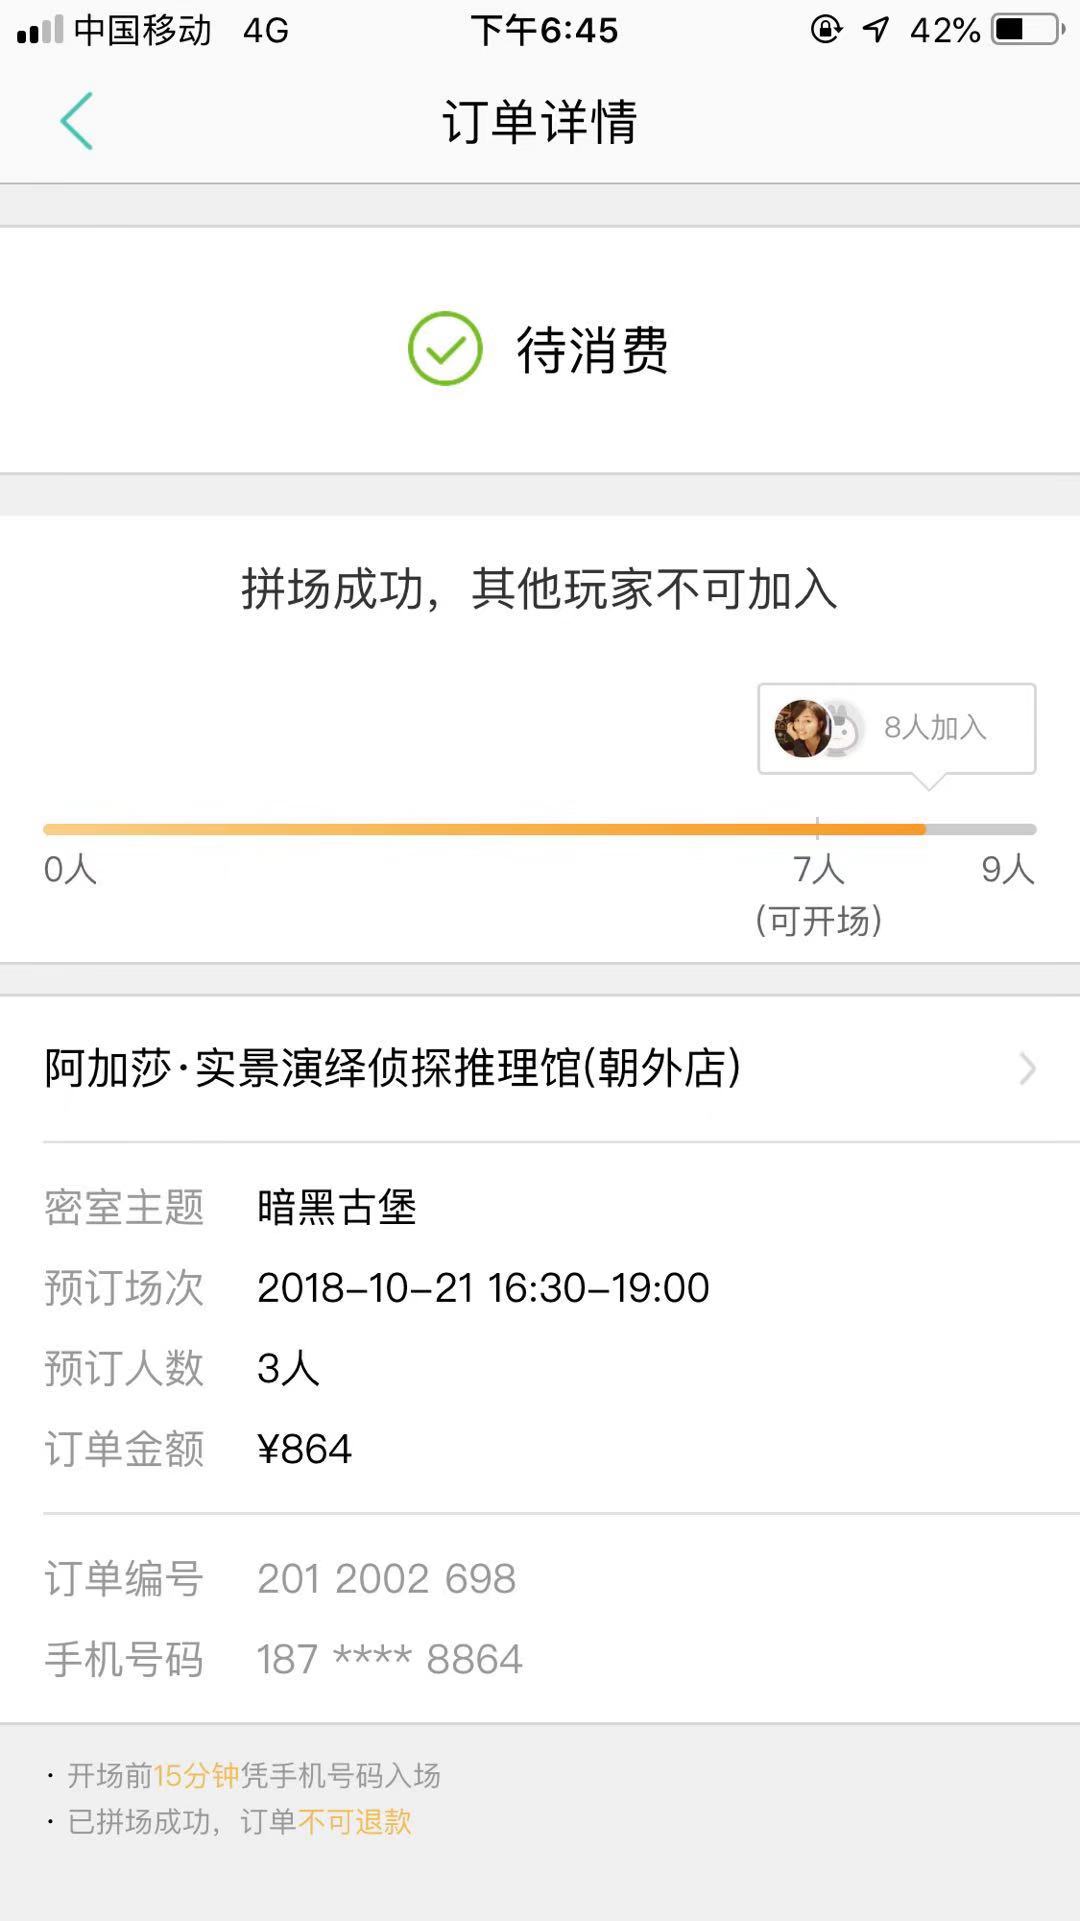 中国移动 4G 下午6:45 42%
订单详情
待消费
拼场成功，其他玩家不可加入
8人加入
0人 7人 9人
(可开场)
阿加莎·实景演绎侦探推理馆(朝外店)
密室主题 暗黑古堡
预订场次 2018-10-21 16:30-19:00
预订人数 3人
订单金额 ¥864
订单编号 201 2002 698
手机号码 187 **** 8864
· 开场前15分钟凭手机号码入场
· 已拼场成功，订单不可退款